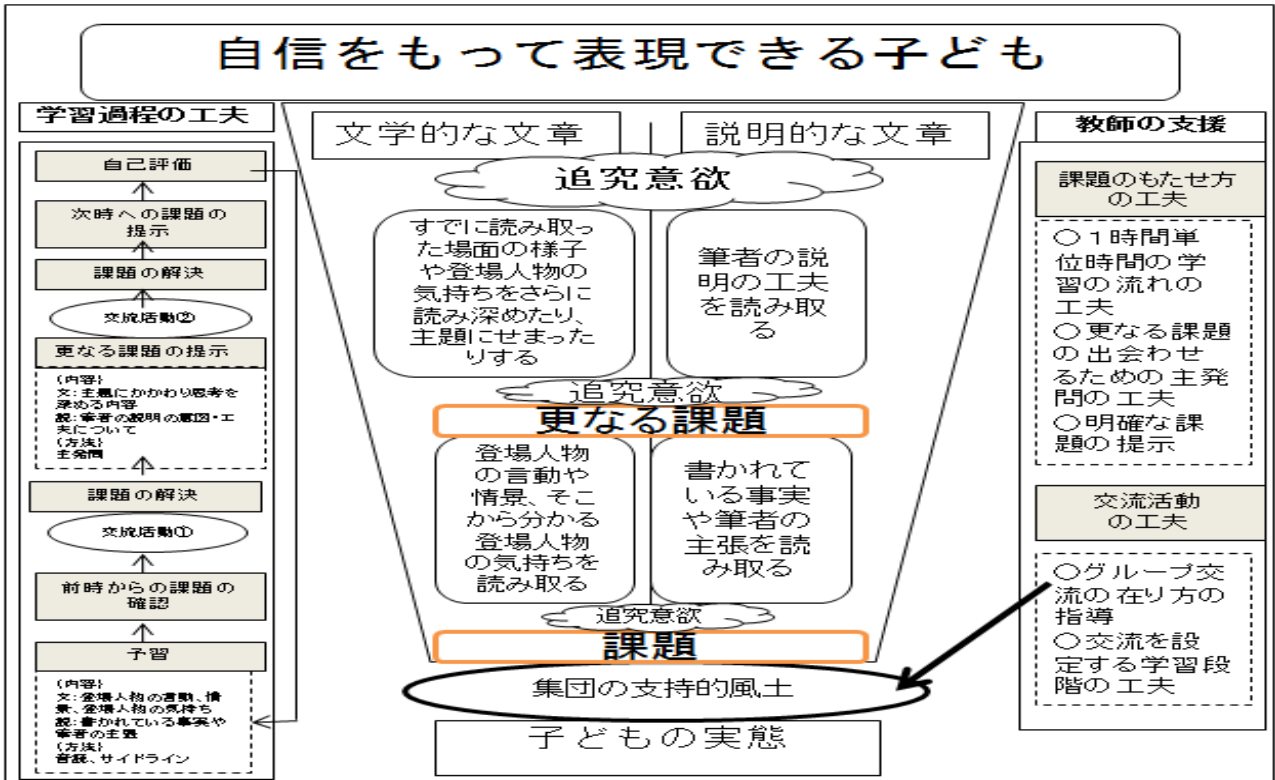 自信をもって表現できる子ども
学習過程の工夫
自己評価
次時への課題の
提示
課題の解決
交流活動②
更なる課題の提示
(内容)
文:主題にかかわり思考を
深める内容
説:筆者の説明の意図・工
夫について
(方法)
主発問
課題の解決
交流活動①
前時からの課題の
確認
予習
(内容)
文:登場人物の言動、情
景、登場人物の気持ち
説:書かれている事実や
筆者の主張
(方法)
音読、サイドライン
文学的な文章
説明的な文章
追究意欲
すでに読み取っ
た場面の様子
や登場人物の
気持ちをさらに
読み深めたり、
主題にせまった
りする
筆者の説
明の工夫
を読み取
る
追究意欲
更なる課題
登場人物
の言動や
情景、そこ
から分かる
登場人物
の気持ちを
読み取る
書かれて
いる事実
や筆者の
主張を読
み取る
追究意欲
課題
集団の支持的風土
子どもの実態
教師の支援
課題のもたせ方
の工夫
○1時間単
位時間の学
習の流れの
工夫
○更なる課題
の出会わせ
るための主発
問の工夫
○明確な課
題の提示
交流活動
の工夫
○グループ交
流の在り方の
指導
○交流を設
定する学習段
階の工夫